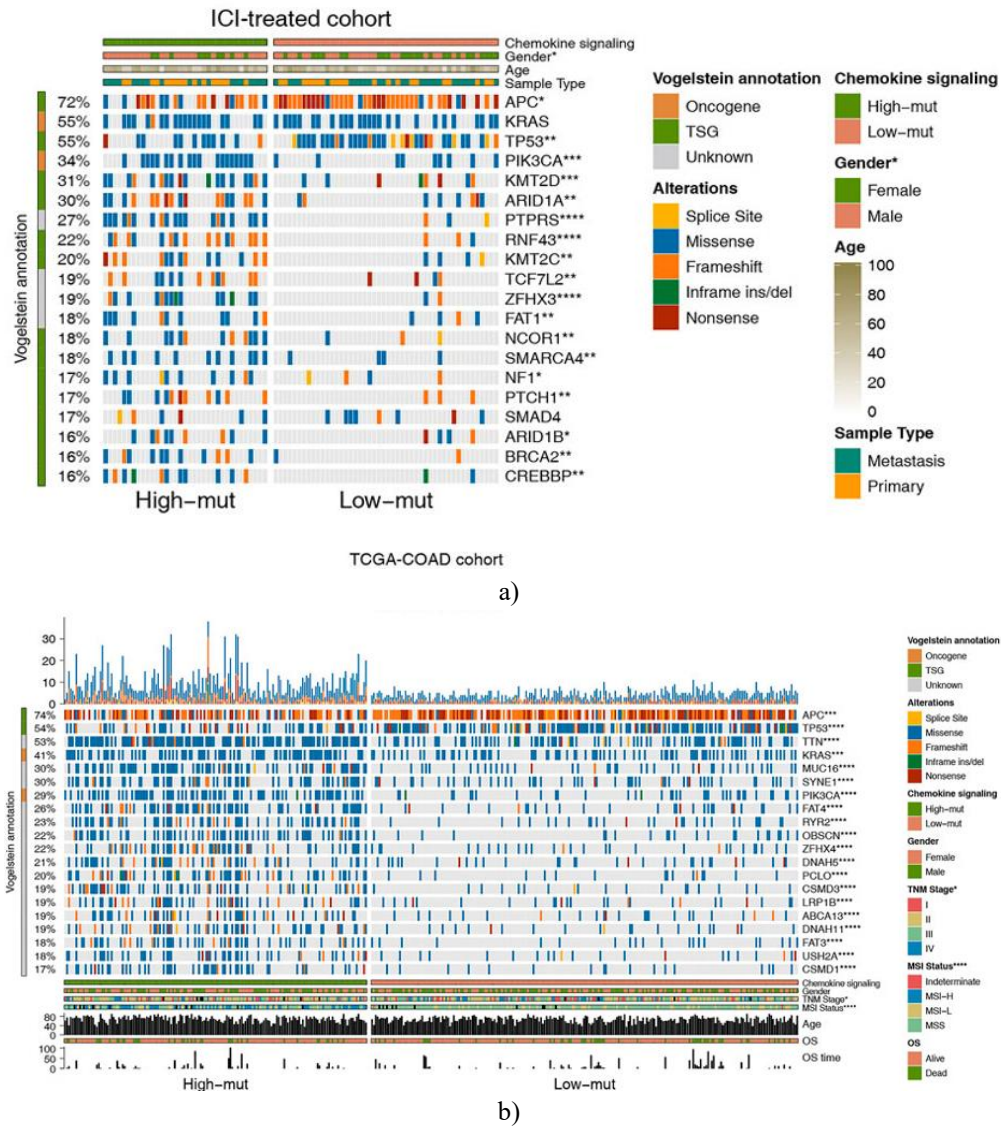 ICI-treated cohort
Chemokine signaling
Gender*
Age
Sample Type
72% APC*
55% KRAS
55% TP53**
34% PIK3CA***
31% KMT2D***
30% ARID1A**
27% PTPRS****
22% RNF43****
20% KMT2C**
19% TCF7L2**
19% ZFHX3****
18% FAT1**
18% NCOR1**
18% SMARCA4**
17% NF1*
17% PTCH1**
17% SMAD4
16% ARID1B*
16% BRCA2**
16% CREBBP**
Vogelstein annotation
High-mut Low-mut
Vogelstein annotation
Oncogene
TSG
Unknown
Alterations
Splice Site
Missense
Frameshift
Inframe ins/del
Nonsense
Chemokine signaling
High-mut
Low-mut
Gender*
Female
Male
Age
100
80
60
40
20
0
Sample Type
Metastasis
Primary
TCGA-COAD cohort
a)
30
20
10
0
74% APC***
54% TP53****
53% TTN****
41% KRAS***
30% MUC16****
30% SYNE1****
29% PIK3CA****
26% FAT4****
23% RYR2****
22% OBSCN****
22% ZFHX4****
21% DNAH5****
20% PCLO****
19% CSMD3****
19% LRP1B****
19% ABCA13****
19% DNAH11****
18% FAT3****
18% USH2A****
17% CSMD1****
Vogelstein annotation
Chemokine signaling
Gender
TNM Stage*
MSI Status****
80
40
0
Age
OS
100
50
0
OS time
High-mut Low-mut
Vogelstein annotation
Oncogene
TSG
Unknown
Alterations
Splice Site
Missense
Frameshift
Inframe ins/del
Nonsense
Chemokine signaling
High-mut
Low-mut
Gender
Female
Male
TNM Stage*
I
II
III
IV
MSI Status****
Indeterminate
MSI-H
MSI-L
MSS
OS
Alive
Dead
b)